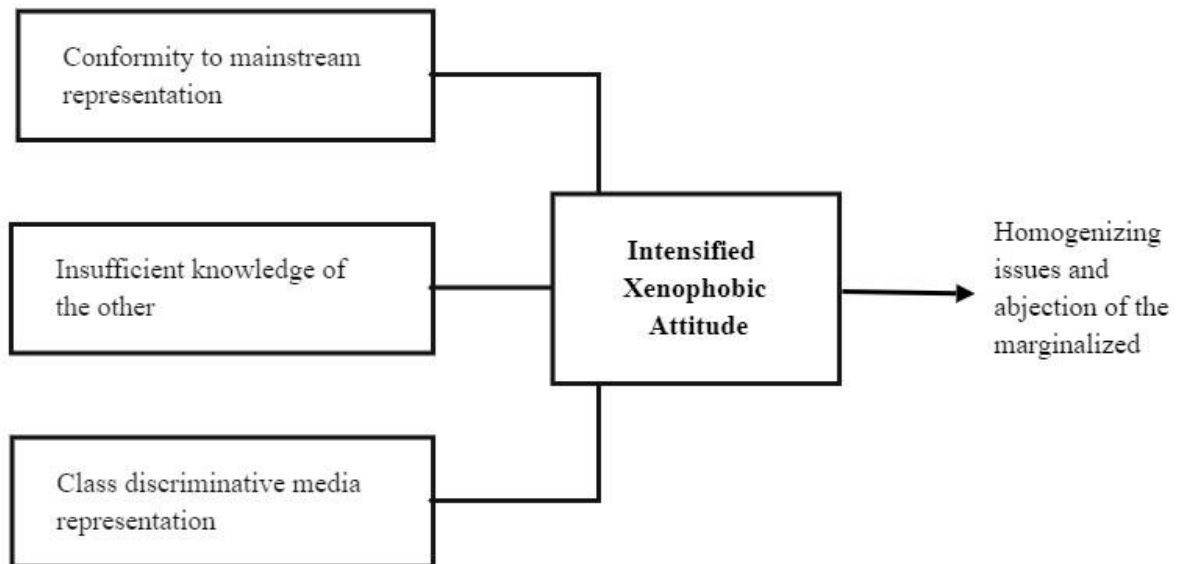 Conformity to mainstream
representation
Insufficient knowledge of
the other
Class discriminative media
representation
Intensified
Xenophobic
Attitude
Homogenizing
issues and
abjection of the
marginalized